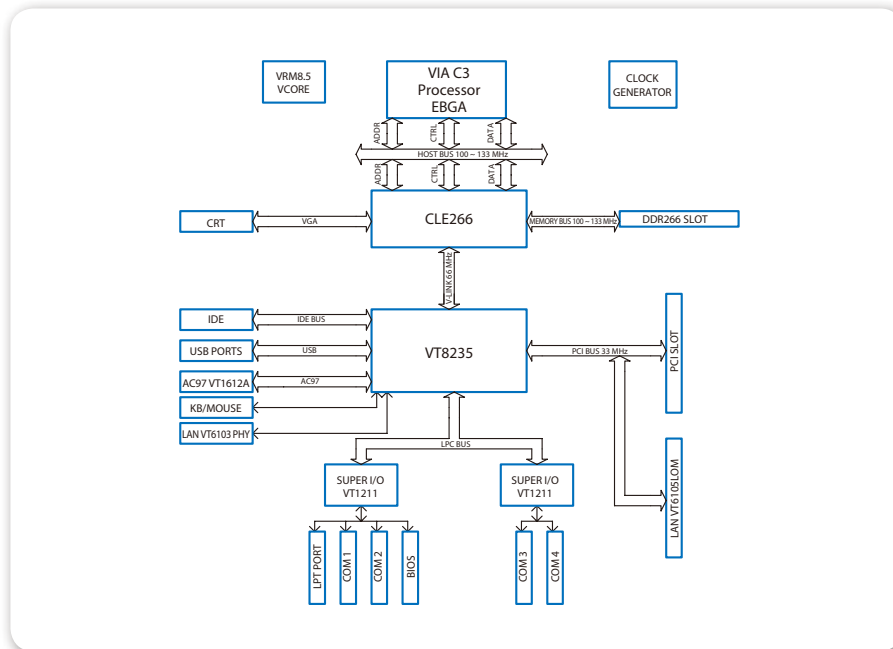 VRM8.5
VCORE
VIA C3
Processor
EBGA
CLOCK
GENERATOR
ADDR
CTRL
DATA
HOST BUS 100 ~ 133 MHz
ADDR
CTRL
DATA
CRT
VGA
CLE266
MEMORY BUS 100 ~ 133 MHz
DDR266 SLOT
V-LINK 66 MHz
IDE
IDE BUS
USB PORTS
USB
VT8235
PCI BUS 33 MHz
PCI SLOT
AC97 VT1612A
AC97
KB/MOUSE
LAN VT6103 PHY
LPC BUS
SUPER I/O
VT1211
SUPER I/O
VT1211
LAN VT6105LOM
LPT PORT
COM 1
COM 2
BIOS
COM 3
COM 4